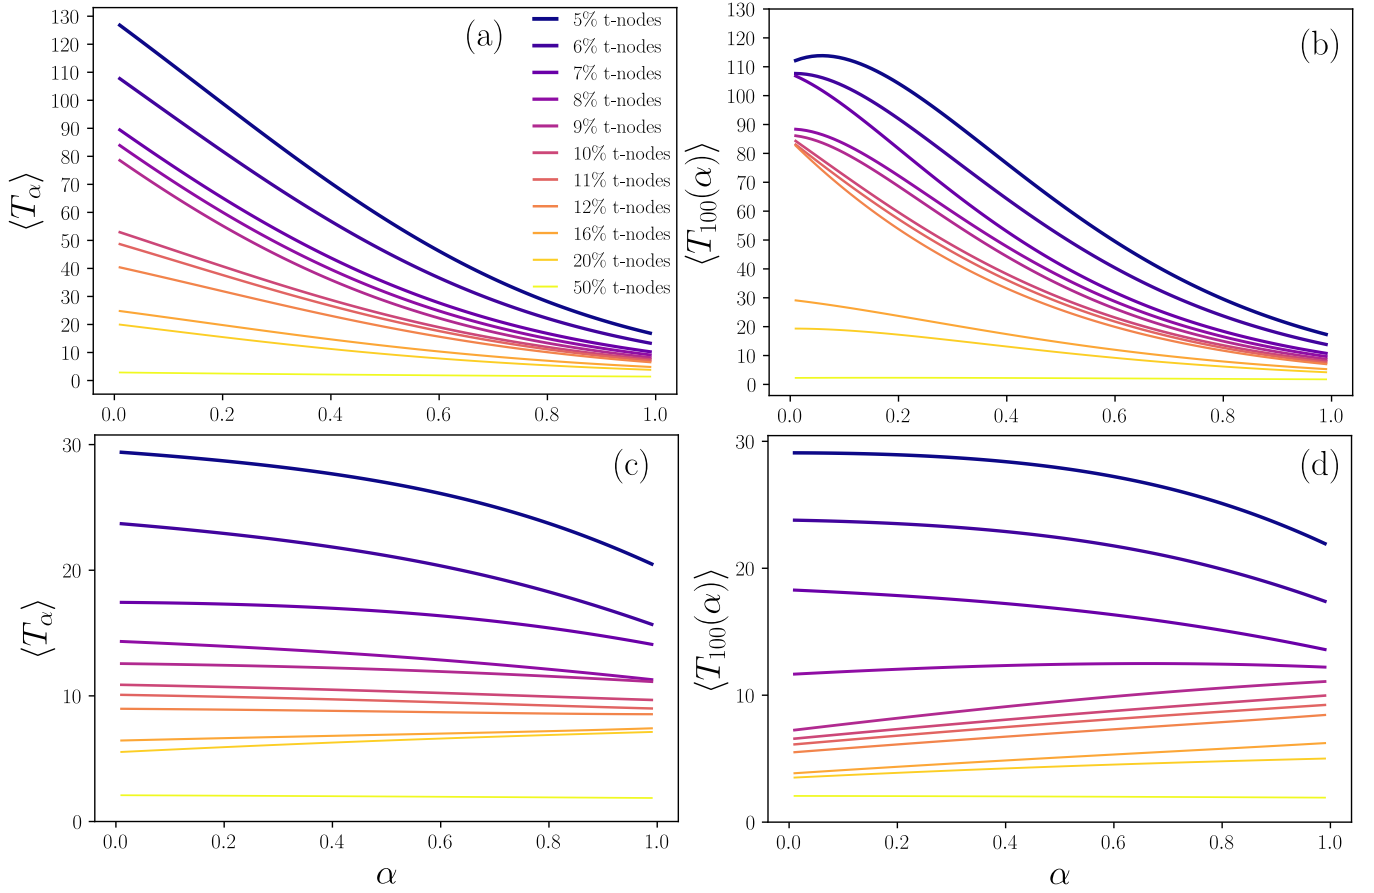 (a)
130
120
110
100
90
80
70
60
50
40
30
20
10
0
⟨T_α⟩
0.0 0.2 0.4 0.6 0.8 1.0
5% t-nodes
6% t-nodes
7% t-nodes
8% t-nodes
9% t-nodes
10% t-nodes
11% t-nodes
12% t-nodes
16% t-nodes
20% t-nodes
50% t-nodes
(b)
130
120
110
100
90
80
70
60
50
40
30
20
10
0
⟨T_100(α)⟩
0.0 0.2 0.4 0.6 0.8 1.0
(c)
30
20
10
0
⟨T_α⟩
0.0 0.2 0.4 0.6 0.8 1.0
α
(d)
30
20
10
0
⟨T_100(α)⟩
0.0 0.2 0.4 0.6 0.8 1.0
α